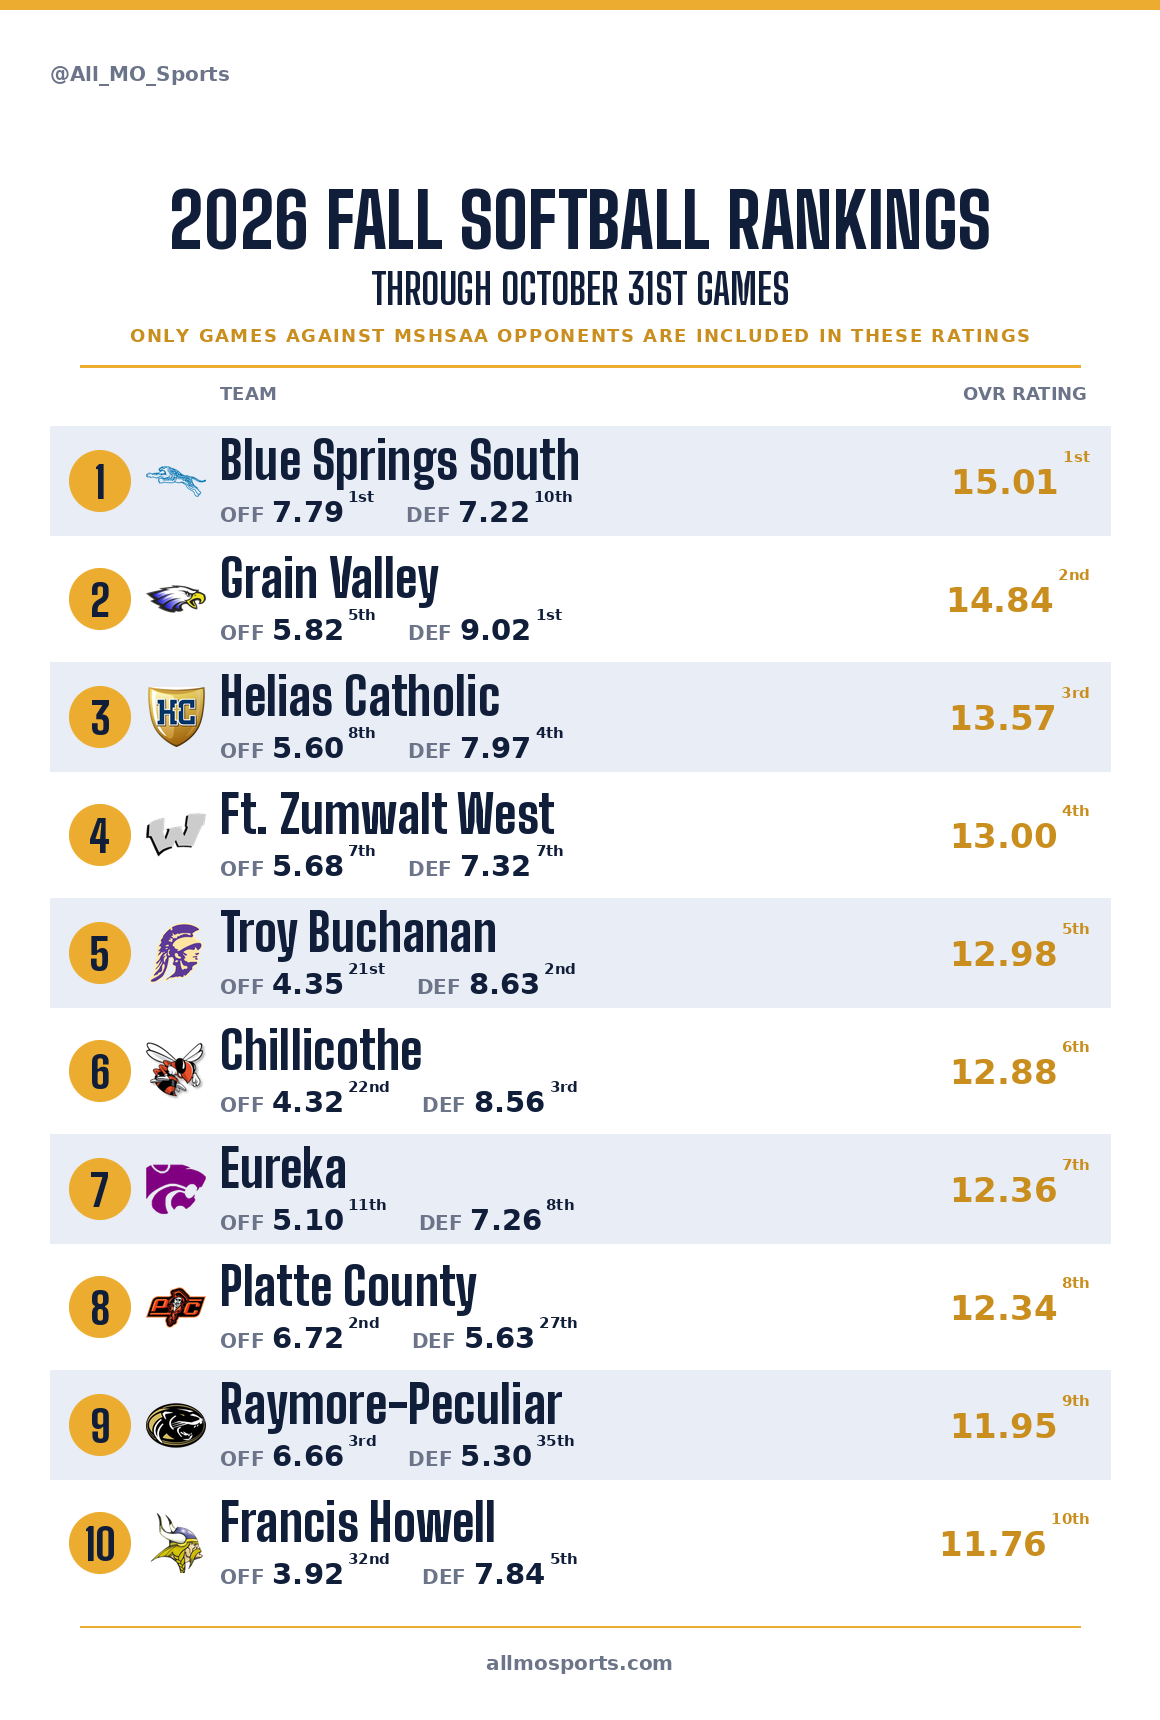 @All_MO_Sports
2026 FALL SOFTBALL RANKINGS
THROUGH OCTOBER 31ST GAMES
ONLY GAMES AGAINST MSHSAA OPPONENTS ARE INCLUDED IN THESE RATINGS
TEAM OVR RATING
1 Blue Springs South 15.01 1st
OFF 7.79 1st DEF 7.22 10th
2 Grain Valley 14.84 2nd
OFF 5.82 5th DEF 9.02 1st
3 HC Helias Catholic 13.57 3rd
OFF 5.60 8th DEF 7.97 4th
4 W Ft. Zumwalt West 13.00 4th
OFF 5.68 7th DEF 7.32 7th
5 Troy Buchanan 12.98 5th
OFF 4.35 21st DEF 8.63 2nd
6 Chillicothe 12.88 6th
OFF 4.32 22nd DEF 8.56 3rd
7 Eureka 12.36 7th
OFF 5.10 11th DEF 7.26 8th
8 PC Platte County 12.34 8th
OFF 6.72 2nd DEF 5.63 27th
9 Raymore-Peculiar 11.95 9th
OFF 6.66 3rd DEF 5.30 35th
10 Francis Howell 11.76 10th
OFF 3.92 32nd DEF 7.84 5th
allmosports.com